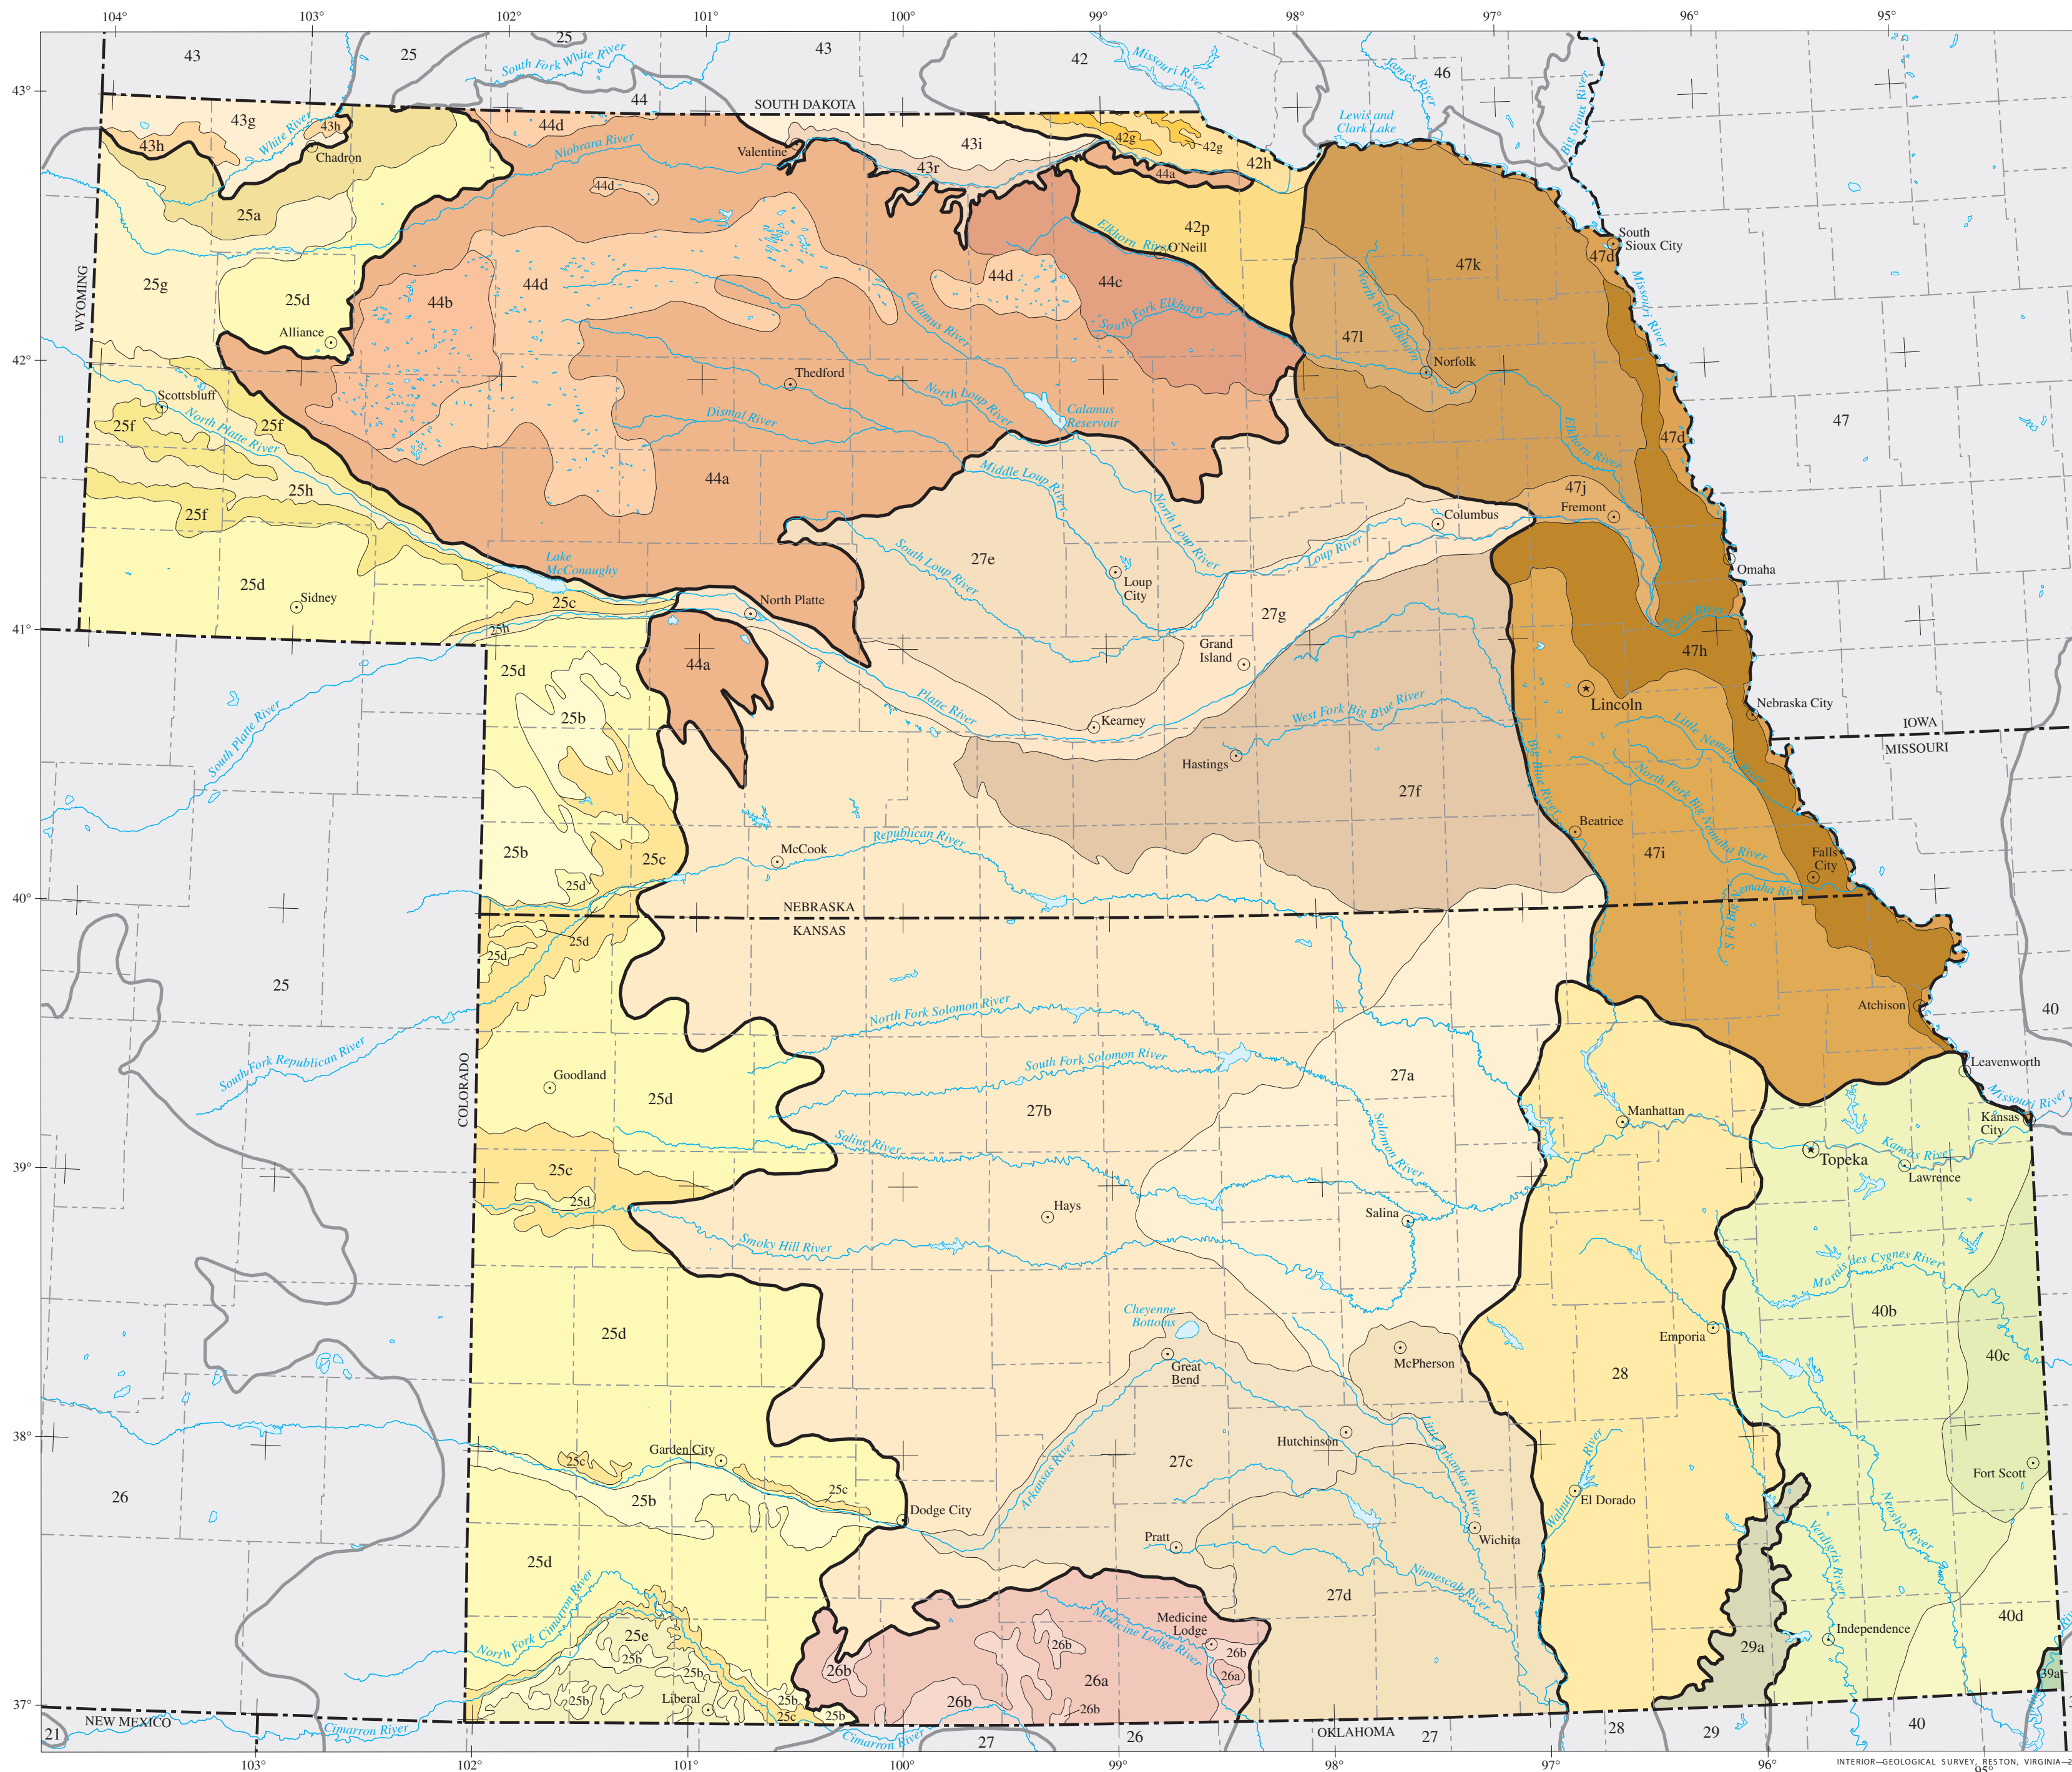 104° 103° 102° 101° 100° 99° 98° 97° 96° 95°
43 25 25 43 42 46
South Fork White River
Missouri River
James River
Big Sioux River
43°
44
SOUTH DAKOTA
Lewis and
Clark Lake
43g
White River
43h
43h
Chadron
44d
Niobrara River
Valentine
43i
43r
42g
42g
42h
44a
25a
44d
42p
Elkhorn River
O'Neill
47k
South
Sioux City
47d
WYOMING
25g
25d
Alliance
44b
44d
44d
44c
Calamus River
South Fork Elkhorn
North Fork Elkhorn
47l
Missouri River
42°
Norfolk
Thedford
Scottsbluff
North Platte River
25f
25f
Dismal River
North Loup River
Calamus
Reservoir
47
47d
Elkhorn River
25h
25f
44a
Middle Loup River
North Loup River
47j
Fremont
Columbus
Lake
McConaughy
South Loup River
27e
Loup
City
Loup River
Omaha
25d
Sidney
25c
North Platte
27g
Platte River
41°
25h
Grand
Island
44a
47h
25d
25b
Platte River
Kearney
West Fork Big Blue River
Lincoln
Nebraska City
Little Nemaha River
IOWA
MISSOURI
South Platte River
Hastings
27f
Big Blue River
North Fork Big Nemaha River
Beatrice
25b
25c
25d
McCook
Republican River
47i
Falls
City
S Fk Big Nemaha River
40°
NEBRASKA
KANSAS
25d
25d
25
Atchison
40
North Fork Solomon River
South Fork Republican River
COLORADO
Goodland
25d
South Fork Solomon River
27a
27b
Leavenworth
Missouri River
Manhattan
Kansas
City
Saline River
Solomon River
Topeka
Kansas River
Lawrence
39°
25c
25d
Hays
Salina
Smoky Hill River
Marais des Cygnes River
40b
Cheyenne
Bottoms
25d
Great
Bend
McPherson
Emporia
28
40c
38°
Garden City
25c
25b
25c
Dodge City
Arkansas River
27c
Hutchinson
Little Arkansas River
26
Walnut River
El Dorado
Fort Scott
Neosho River
Verdigris River
Pratt
Wichita
25d
Ninnescah River
27d
North Fork Cimarron River
25e
25b
25b
25b
25b
25c
25b
Liberal
26b
26b
26a
26b
26b
Medicine Lodge River
Medicine
Lodge
26b
26a
29a
Independence
40d
39a
37°
21
NEW MEXICO
Cimarron River
Cimarron River
27
26
OKLAHOMA
27
28
29
40
103° 102° 101° 100° 99° 98° 97° 96° 95°
INTERIOR—GEOLOGICAL SURVEY, RESTON, VIRGINIA—2